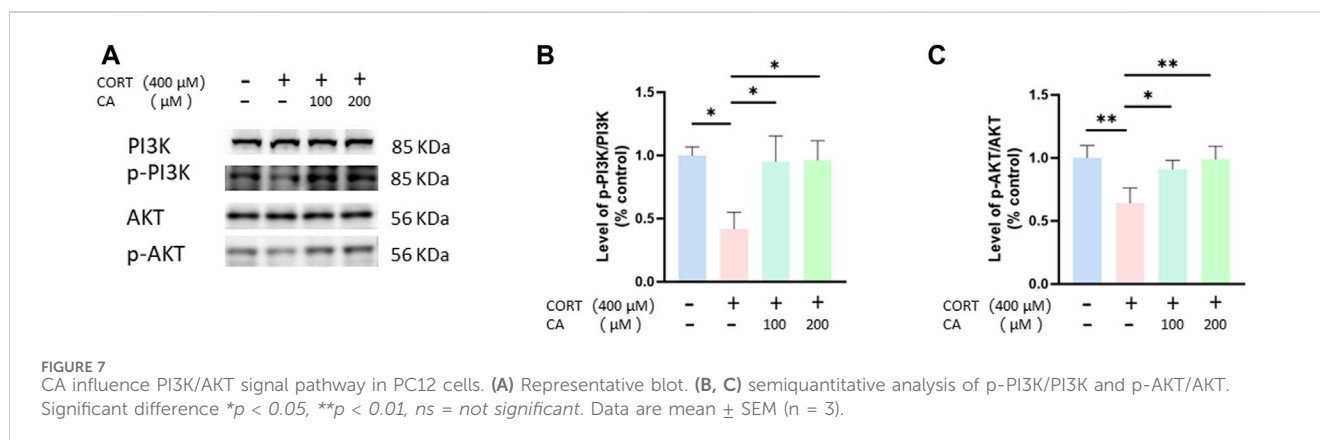 A
CORT (400 μM) - + + +
CA ( μM ) - - 100 200
PI3K 85 KDa
p-PI3K 85 KDa
AKT 56 KDa
p-AKT 56 KDa
B
Level of p-PI3K/PI3K
(% control)
1.5
1.0
0.5
0.0
*
*
*
CORT (400 μM) - + + +
CA ( μM ) - - 100 200
C
Level of p-AKT/AKT
(% control)
1.5
1.0
0.5
0.0
**
*
**
CORT (400 μM) - + + +
CA ( μM ) - - 100 200
FIGURE 7
CA influence PI3K/AKT signal pathway in PC12 cells. (A) Representative blot. (B, C) semiquantitative analysis of p-PI3K/PI3K and p-AKT/AKT.
Significant difference *p < 0.05, **p < 0.01, ns = not significant. Data are mean ± SEM (n = 3).